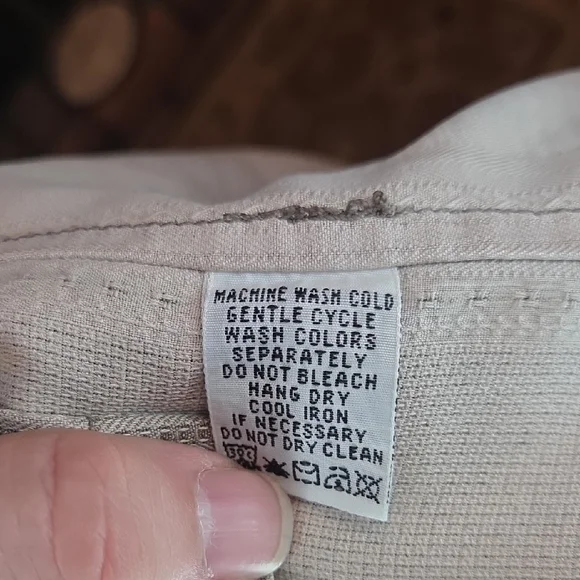 MACHINE WASH COLD
GENTLE CYCLE
WASH COLORS
SEPARATELY
DO NOT BLEACH
HANG DRY
COOL IRON
IF NECESSARY
DO NOT DRY CLEAN
30C